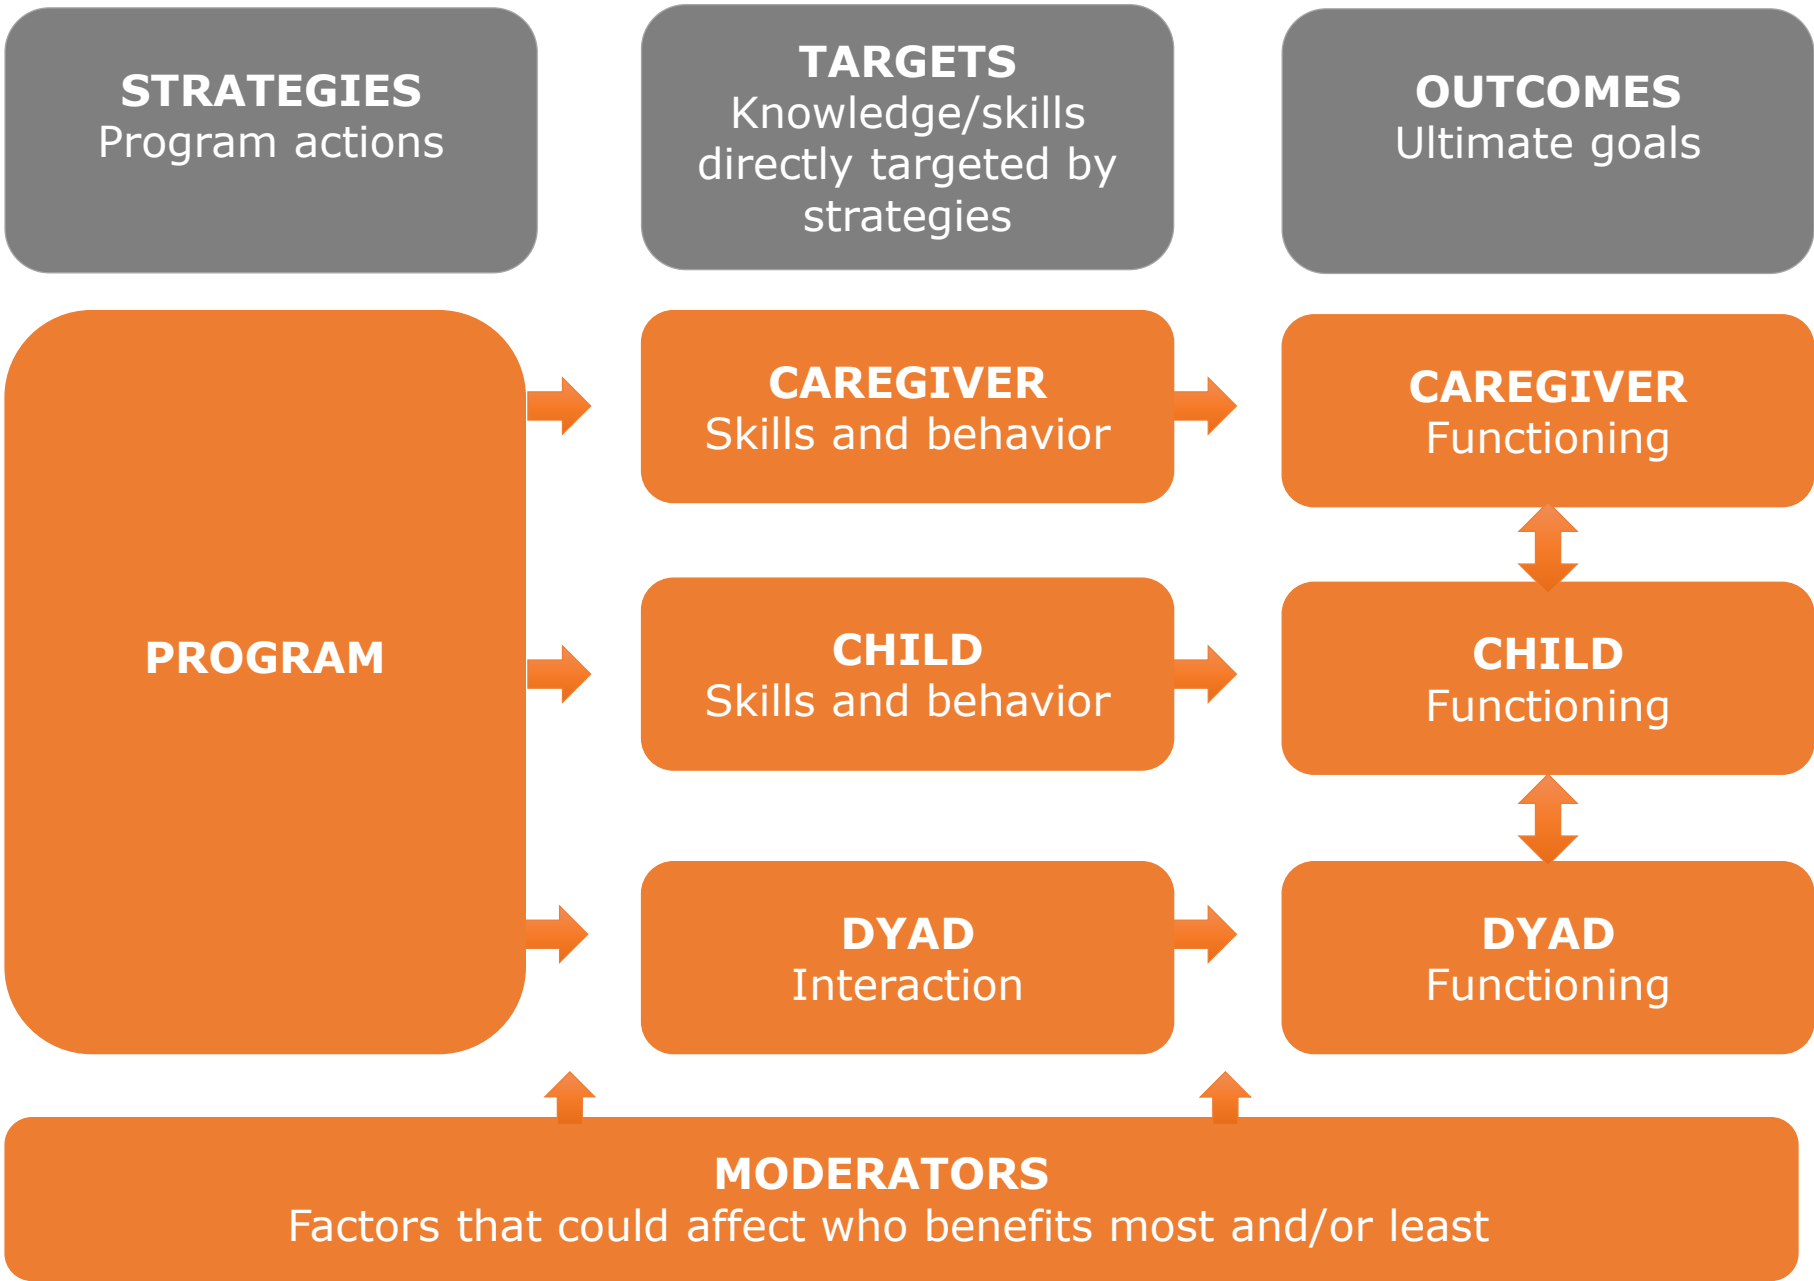 STRATEGIES
Program actions
TARGETS
Knowledge/skills
directly targeted by
strategies
OUTCOMES
Ultimate goals
PROGRAM
CAREGIVER
Skills and behavior
CAREGIVER
Functioning
CHILD
Skills and behavior
CHILD
Functioning
DYAD
Interaction
DYAD
Functioning
MODERATORS
Factors that could affect who benefits most and/or least